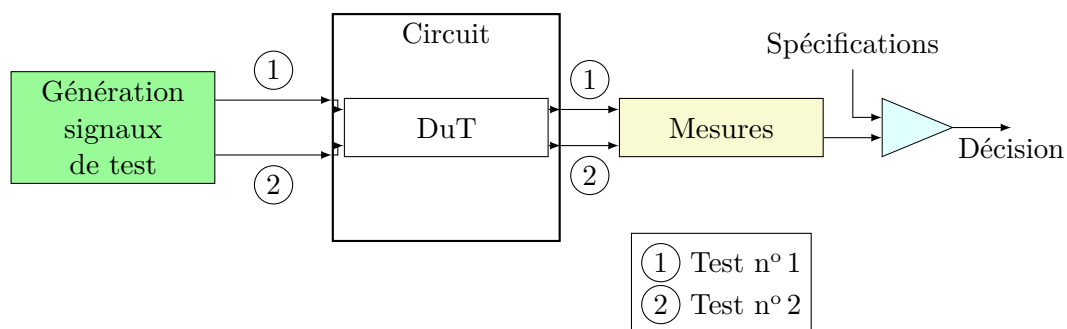 Circuit
Spécifications
1
1
Génération
signaux
de test
DuT
Mesures
Décision
2
2
1 Test nº 1
2 Test nº 2